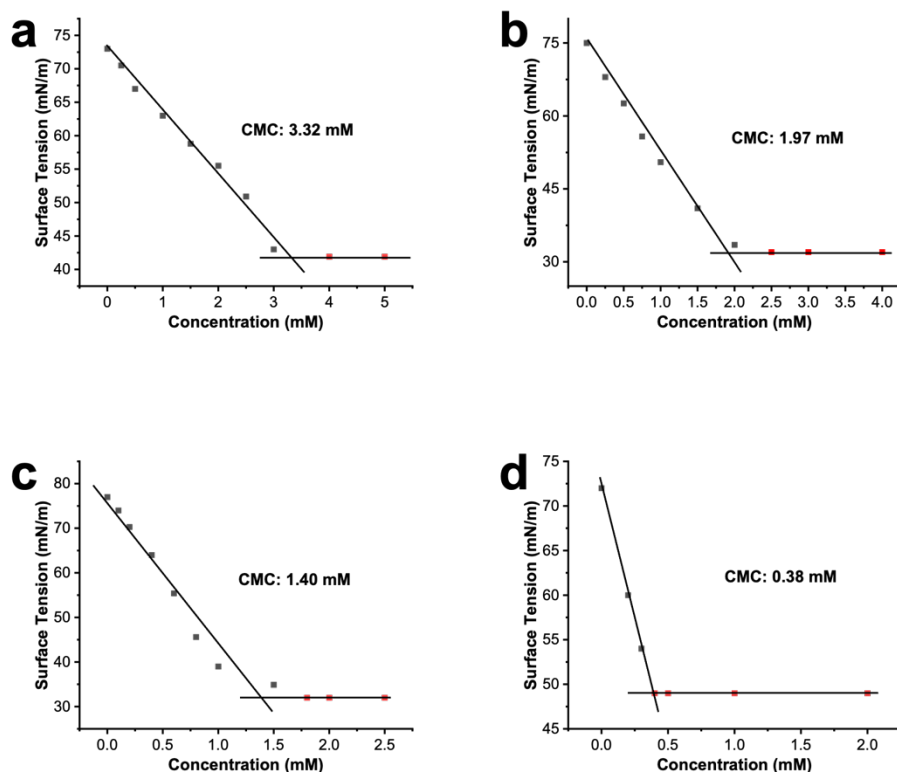 a
75
70
65
60
55
50
45
40
Surface Tension (mN/m)
CMC: 3.32 mM
0 1 2 3 4 5
Concentration (mM)
b
75
60
45
30
Surface Tension (mN/m)
CMC: 1.97 mM
0.0 0.5 1.0 1.5 2.0 2.5 3.0 3.5 4.0
Concentration (mM)
c
80
70
60
50
40
30
Surface Tension (mN/m)
CMC: 1.40 mM
0.0 0.5 1.0 1.5 2.0 2.5
Concentration (mM)
d
75
70
65
60
55
50
45
Surface Tension (mN/m)
CMC: 0.38 mM
0.0 0.5 1.0 1.5 2.0
Concentration (mM)